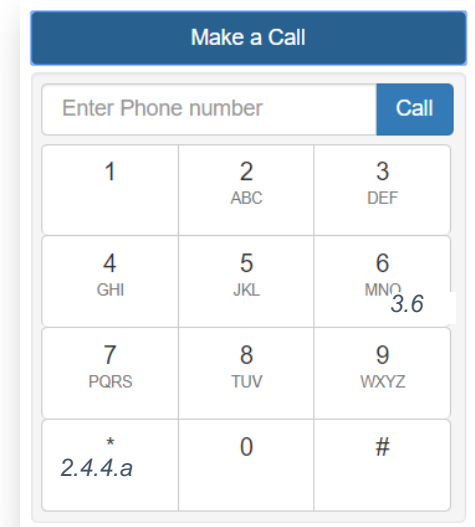 Make a Call
Enter Phone number Call
1 2 3
ABC DEF
4 5 6
GHI JKL MNO
3.6
7 8 9
PQRS TUV WXYZ
* 0 #
2.4.4.a